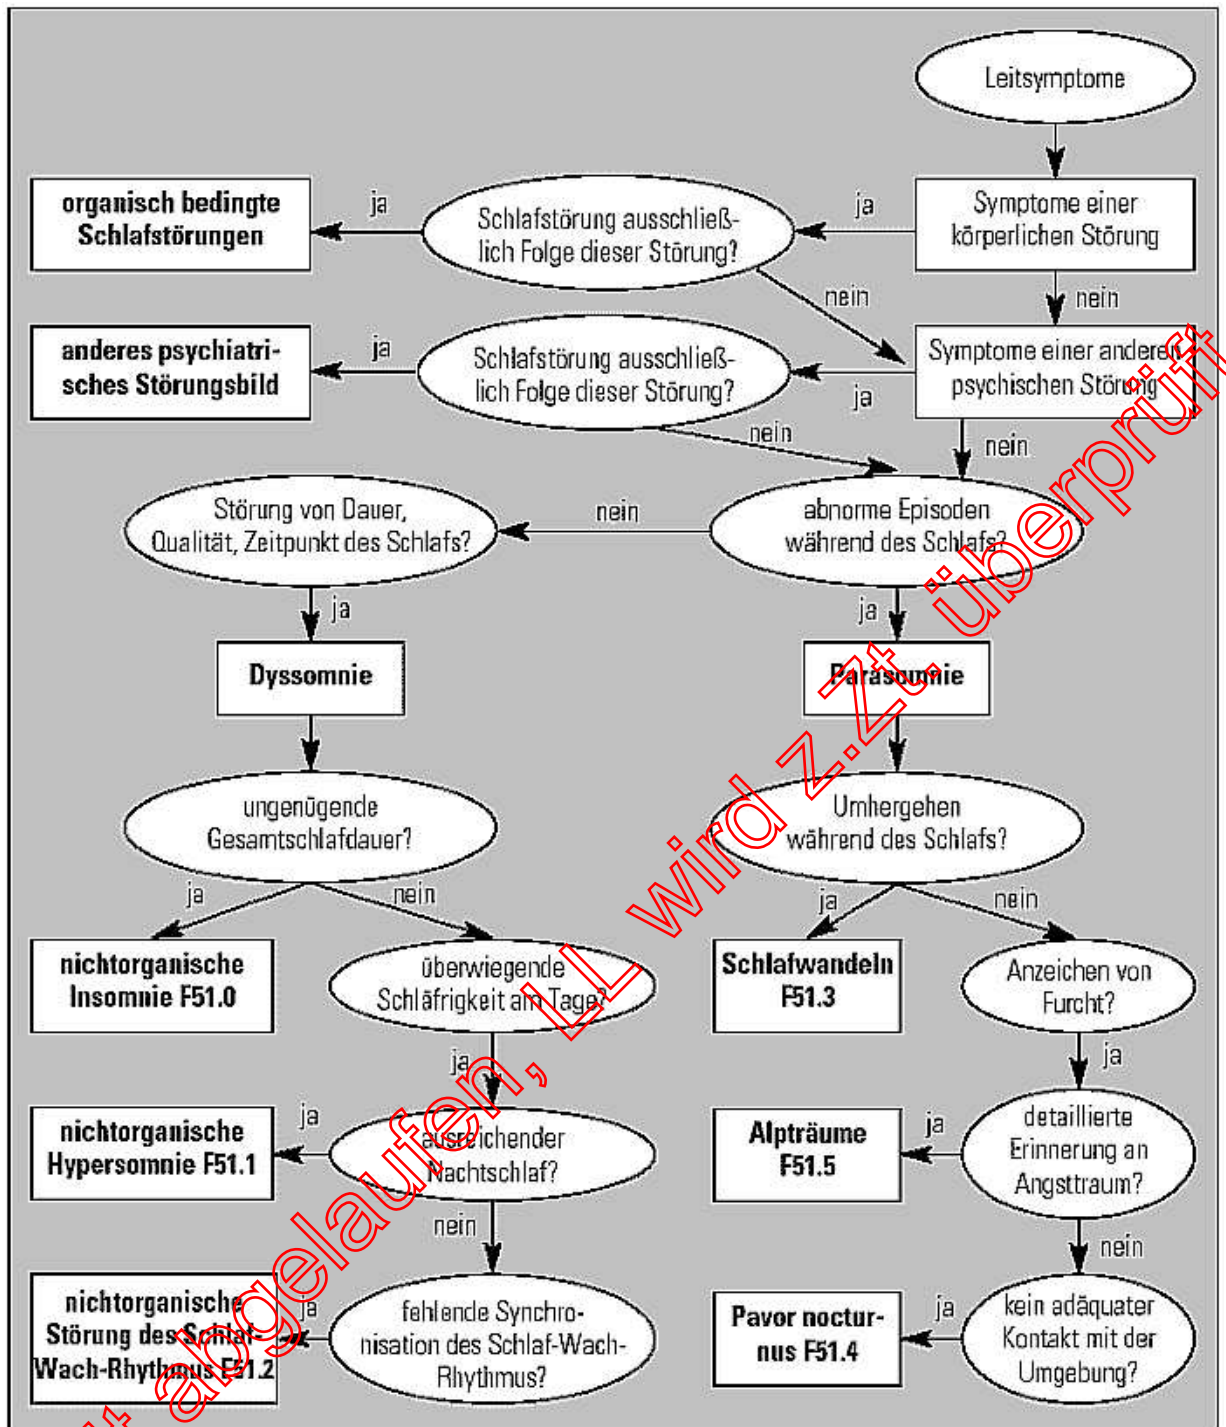 Leitsymptome
organisch bedingte
Schlafstörungen
ja
Schlafstörung ausschließ-
lich Folge dieser Störung?
ja
Symptome einer
körperlichen Störung
nein
nein
anderes psychiatri-
sches Störungsbild
ja
Schlafstörung ausschließ-
lich Folge dieser Störung?
ja
Symptome einer anderen
psychischen Störung
nein
nein
Störung von Dauer,
Qualität, Zeitpunkt des Schlafs?
nein
abnorme Episoden
während des Schlafs?
ja
ja
Dyssomnie
Parasomnie
ungenügende
Gesamtschlafdauer?
Umhergehen
während des Schlafs?
ja
nein
ja
nein
nichtorganische
Insomnie F51.0
überwiegende
Schläfrigkeit am Tage?
Schlafwandeln
F51.3
Anzeichen von
Furcht?
ja
ja
nichtorganische
Hypersomnie F51.1
ja
ausreichender
Nachtschlaf?
Alpträume
F51.5
ja
detaillierte
Erinnerung an
Angsttraum?
nein
nein
nichtorganische
Störung des Schlaf-
Wach-Rhythmus F51.2
ja
fehlende Synchro-
nisation des Schlaf-Wach-
Rhythmus?
Pavor noctur-
nus F51.4
ja
kein adäquater
Kontakt mit der
Umgebung?
abgelaufen, LL wird z.Zt. überprüft